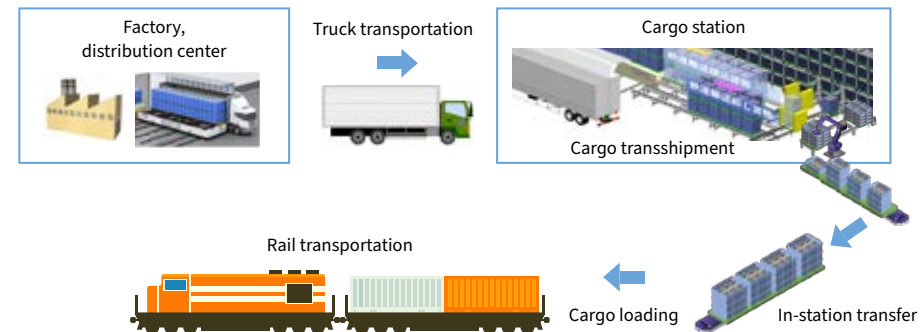 Factory,
distribution center
Truck transportation
Cargo station
Cargo transshipment
Rail transportation
Cargo loading
In-station transfer